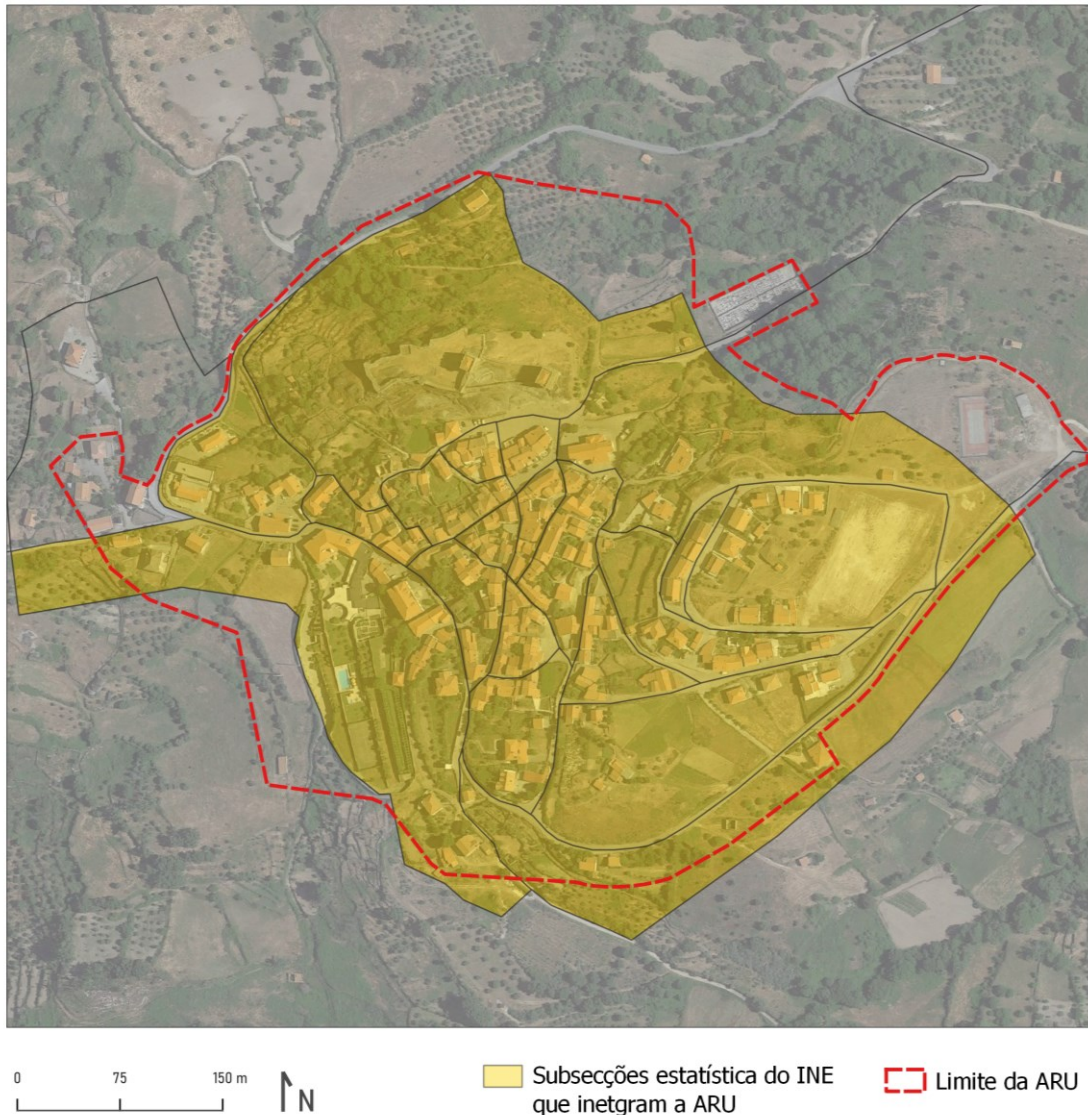 0 75 150 m
N
Subsecções estatística do INE
que inetgram a ARU
Limite da ARU